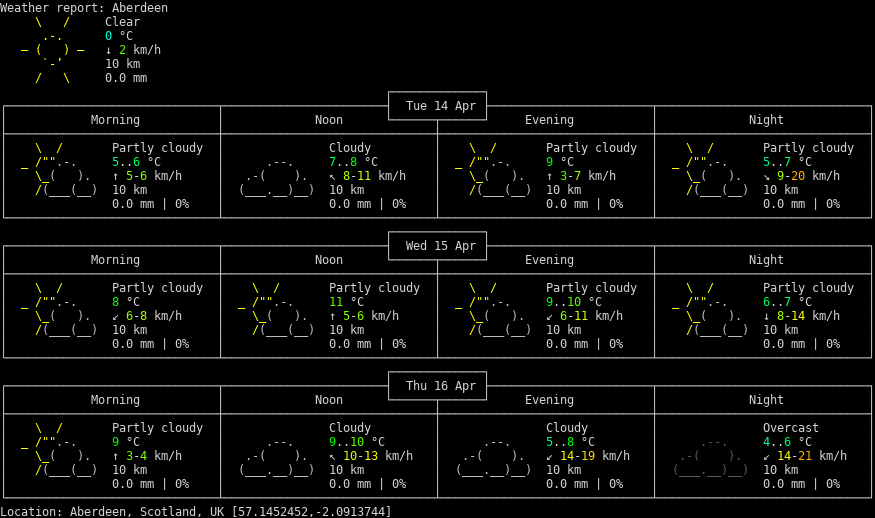 Weather report: Aberdeen
Clear
0 °C
↓ 2 km/h
10 km
0.0 mm
Tue 14 Apr
Morning Noon Evening Night
Partly cloudy Cloudy Partly cloudy Partly cloudy
5..6 °C 7..8 °C 9 °C 5..7 °C
↑ 5-6 km/h ↖ 8-11 km/h ↑ 3-7 km/h ↘ 9-20 km/h
10 km 10 km 10 km 10 km
0.0 mm | 0% 0.0 mm | 0% 0.0 mm | 0% 0.0 mm | 0%
Wed 15 Apr
Morning Noon Evening Night
Partly cloudy Partly cloudy Partly cloudy Partly cloudy
8 °C 11 °C 9..10 °C 6..7 °C
↙ 6-8 km/h ↑ 5-6 km/h ↙ 6-11 km/h ↓ 8-14 km/h
10 km 10 km 10 km 10 km
0.0 mm | 0% 0.0 mm | 0% 0.0 mm | 0% 0.0 mm | 0%
Thu 16 Apr
Morning Noon Evening Night
Partly cloudy Cloudy Cloudy Overcast
9 °C 9..10 °C 5..8 °C 4..6 °C
↑ 3-4 km/h ↖ 10-13 km/h ↙ 14-19 km/h ↙ 14-21 km/h
10 km 10 km 10 km 10 km
0.0 mm | 0% 0.0 mm | 0% 0.0 mm | 0% 0.0 mm | 0%
Location: Aberdeen, Scotland, UK [57.1452452,-2.0913744]